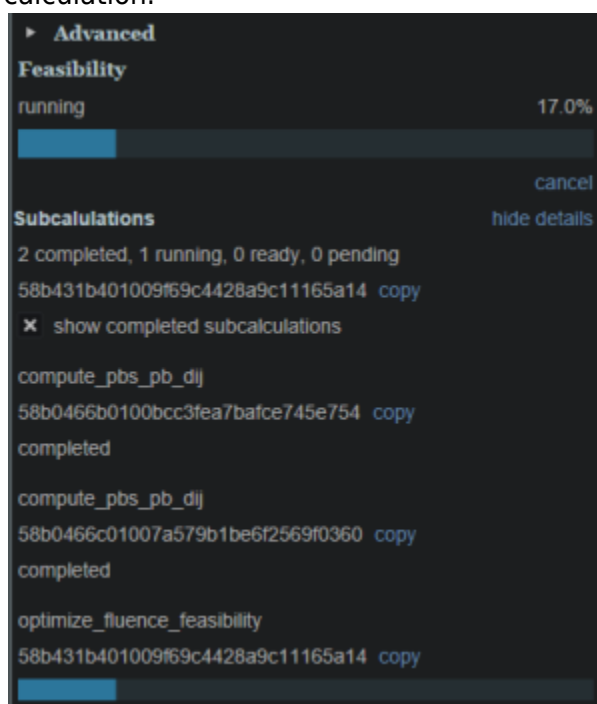 calculation.
▸ Advanced
Feasibility
running 17.0%
cancel
Subcalulations hide details
2 completed, 1 running, 0 ready, 0 pending
58b431b401009f69c4428a9c11165a14 copy
x show completed subcalculations
compute_pbs_pb_dij
58b0466b0100bcc3fea7bafce745e754 copy
completed
compute_pbs_pb_dij
58b0466c01007a579b1be6f2569f0360 copy
completed
optimize_fluence_feasibility
58b431b401009f69c4428a9c11165a14 copy